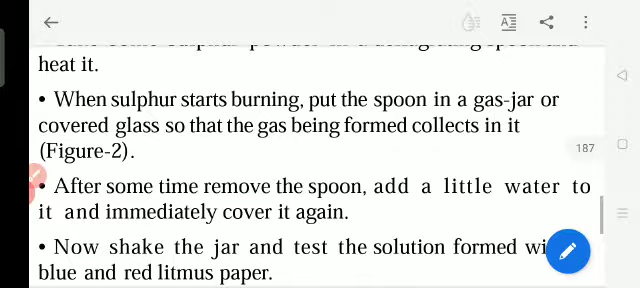 heat it.
• When sulphur starts burning, put the spoon in a gas-jar or
covered glass so that the gas being formed collects in it
(Figure-2).
187
• After some time remove the spoon, add a little water to
it and immediately cover it again.
• Now shake the jar and test the solution formed
blue and red litmus paper.